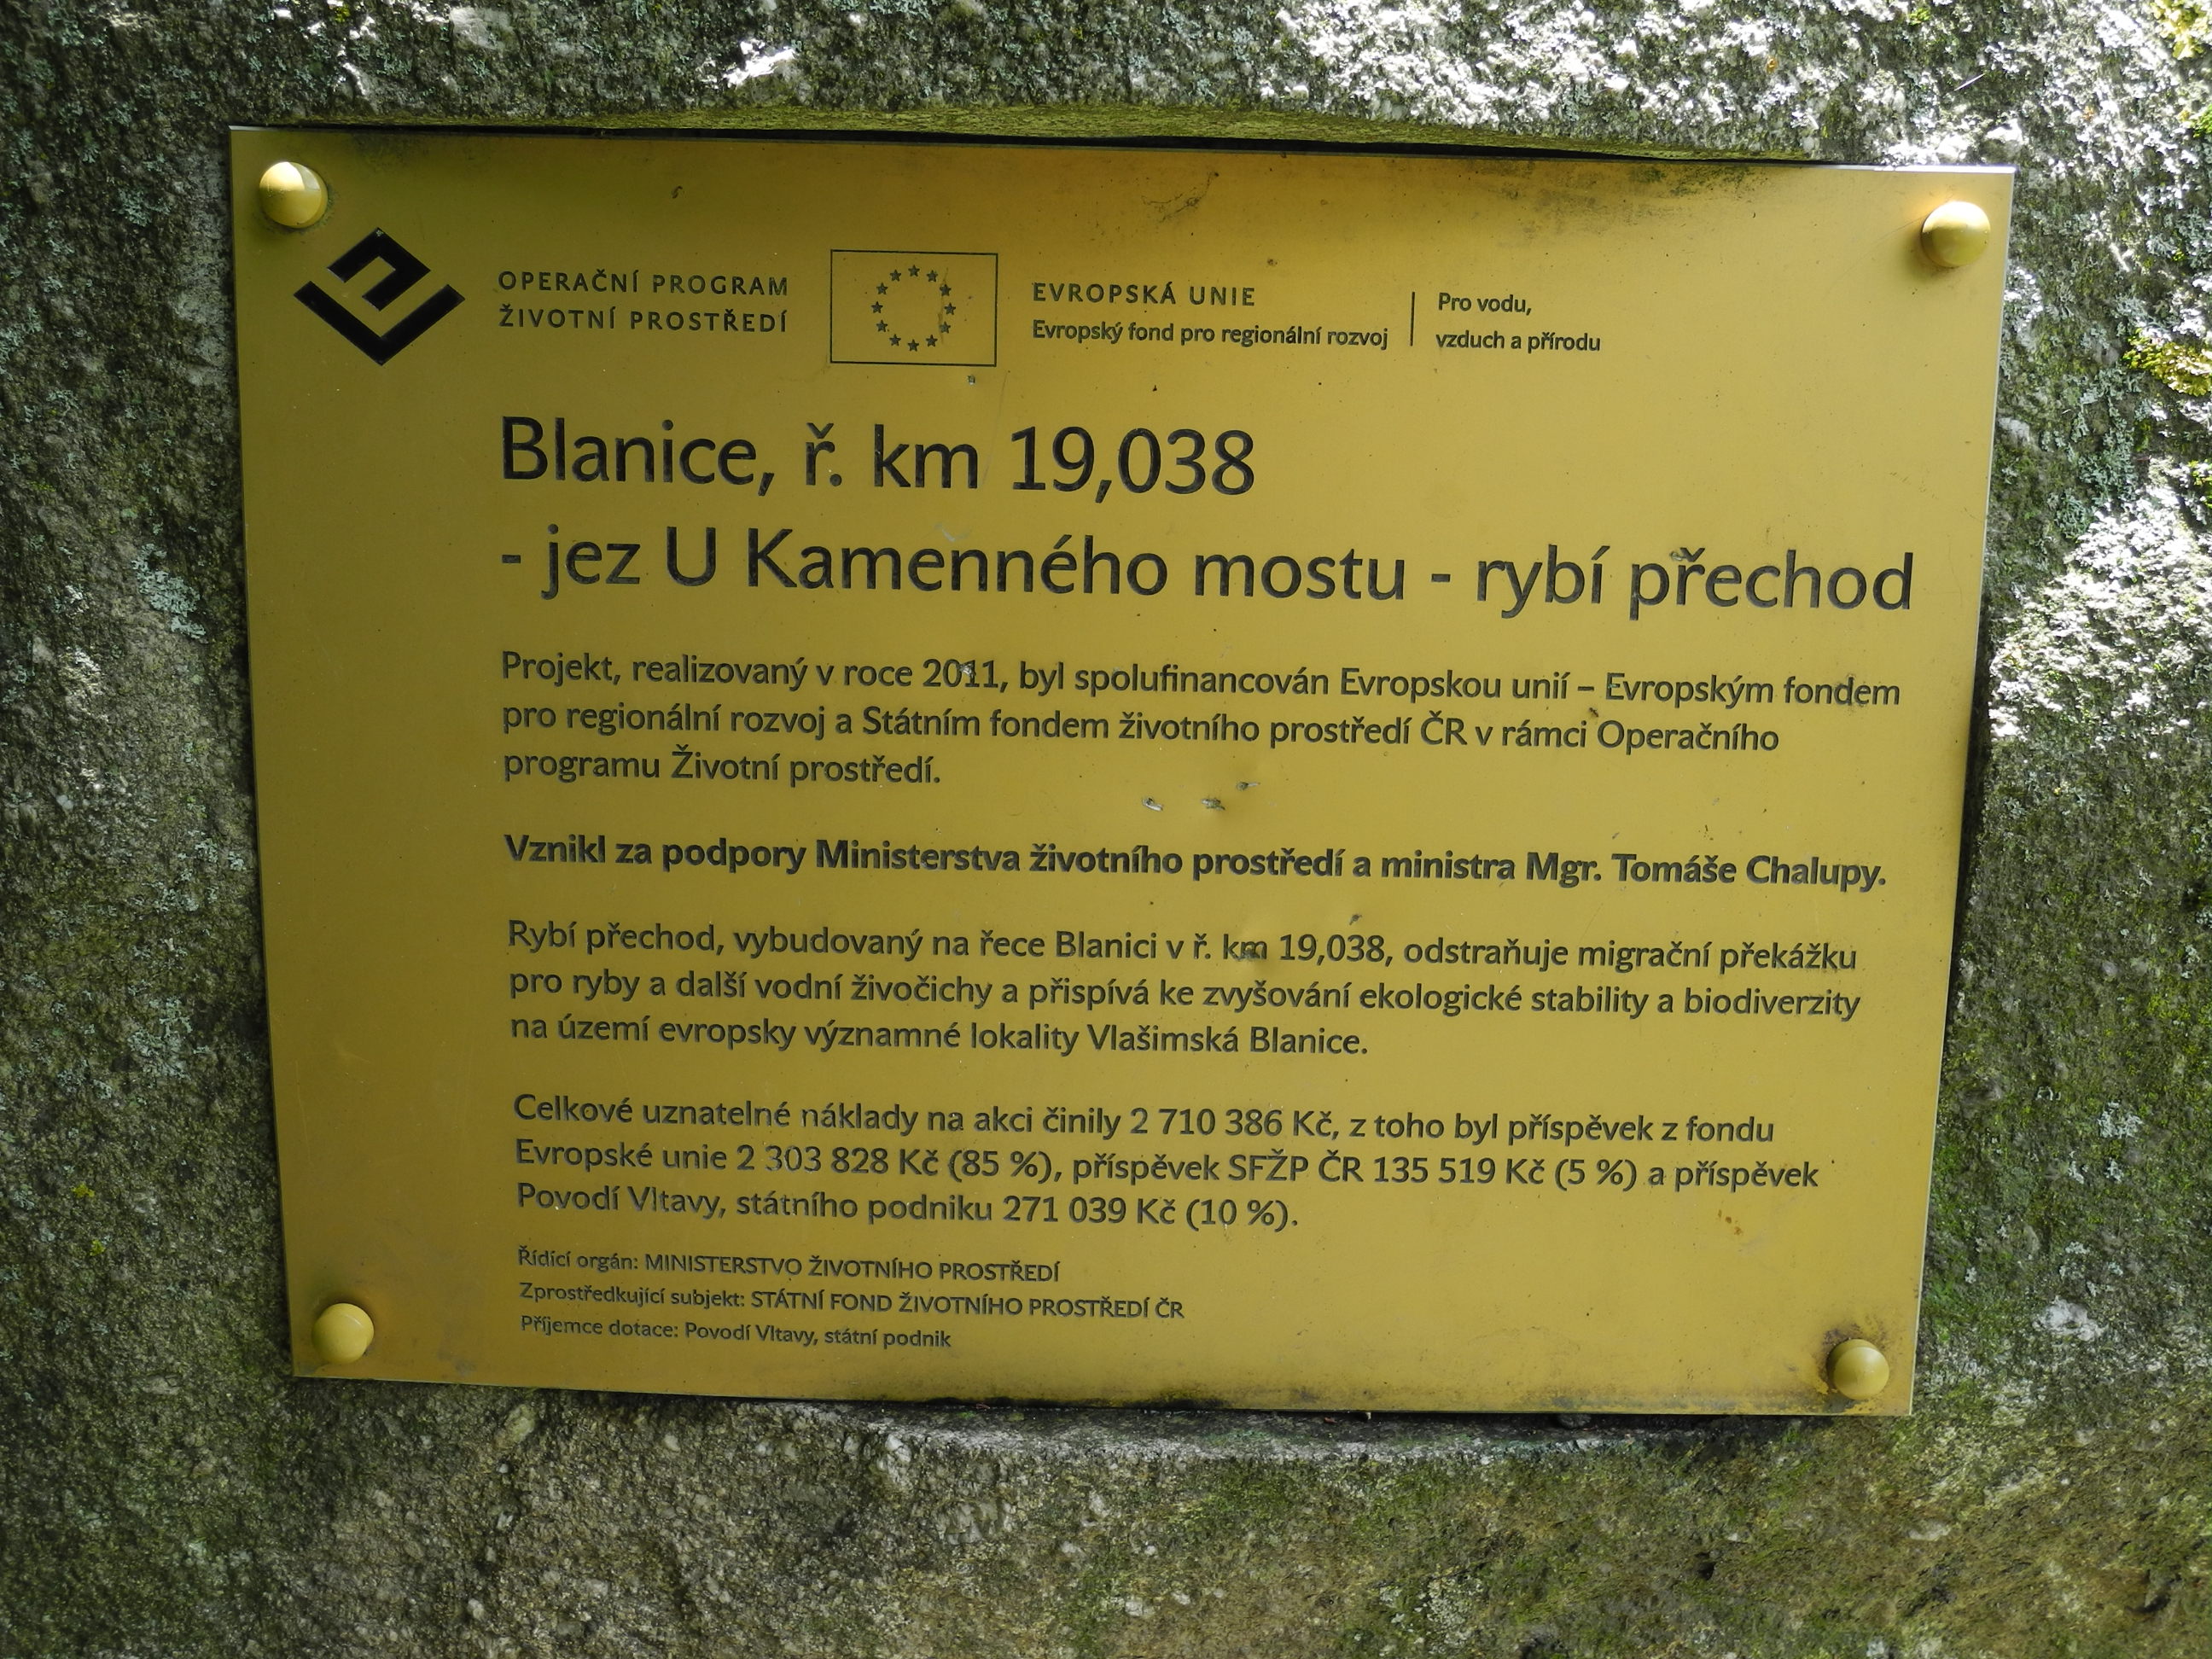 OPERAČNÍ PROGRAM
ŽIVOTNÍ PROSTŘEDÍ
EVROPSKÁ UNIE
Evropský fond pro regionální rozvoj
Pro vodu,
vzduch a přírodu
Blanice, ř. km 19,038
- jez U Kamenného mostu - rybí přechod
Projekt, realizovaný v roce 2011, byl spolufinancován Evropskou unií – Evropským fondem
pro regionální rozvoj a Státním fondem životního prostředí ČR v rámci Operačního
programu Životní prostředí.
Vznikl za podpory Ministerstva životního prostředí a ministra Mgr. Tomáše Chalupy.
Rybí přechod, vybudovaný na řece Blanici v ř. km 19,038, odstraňuje migrační překážku
pro ryby a další vodní živočichy a přispívá ke zvyšování ekologické stability a biodiverzity
na území evropsky významné lokality Vlašimská Blanice.
Celkové uznatelné náklady na akci činily 2 710 386 Kč, z toho byl příspěvek z fondu
Evropské unie 2 303 828 Kč (85 %), příspěvek SFŽP ČR 135 519 Kč (5 %) a příspěvek
Povodí Vltavy, státního podniku 271 039 Kč (10 %).
Řídící orgán: MINISTERSTVO ŽIVOTNÍHO PROSTŘEDÍ
Zprostředkující subjekt: STÁTNÍ FOND ŽIVOTNÍHO PROSTŘEDÍ ČR
Příjemce dotace: Povodí Vltavy, státní podnik